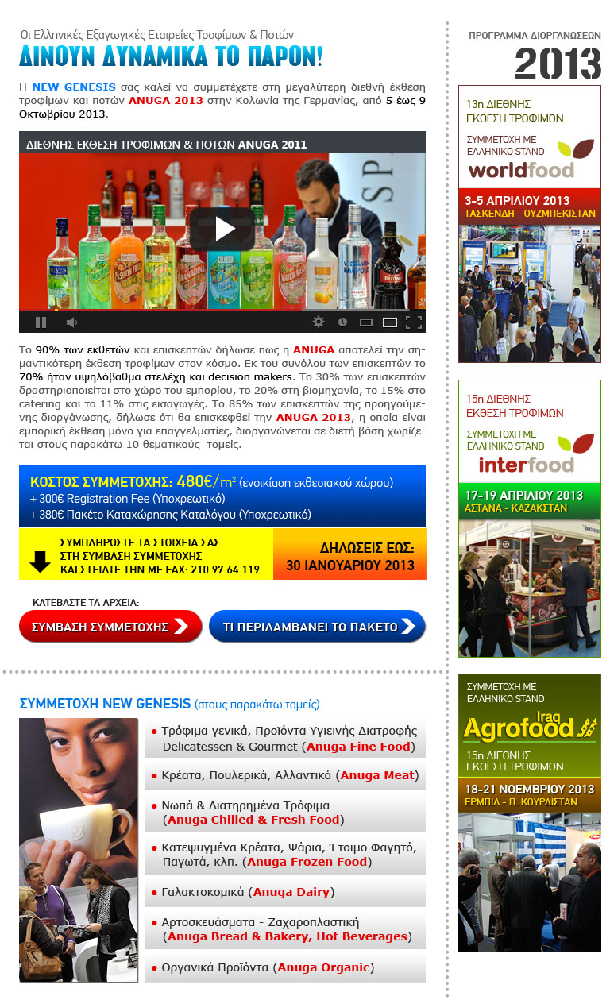 Οι Ελληνικές Εξαγωγικές Εταιρείες Τροφίμων & Ποτών
ΔΙΝΟΥΝ ΔΥΝΑΜΙΚΑ ΤΟ ΠΑΡΟΝ!
Η NEW GENESIS σας καλεί να συμμετέχετε στη μεγαλύτερη διεθνή έκθεση
τροφίμων και ποτών ANUGA 2013 στην Κολωνία της Γερμανίας, από 5 έως 9
Οκτωβρίου 2013.
ΔΙΕΘΝΗΣ ΕΚΘΕΣΗ ΤΡΟΦΙΜΩΝ & ΠΟΤΩΝ ANUGA 2011
Το 90% των εκθετών και επισκεπτών δήλωσε πως η ANUGA αποτελεί την ση-
μαντικότερη έκθεση τροφίμων στον κόσμο. Εκ του συνόλου των επισκεπτών το
70% ήταν υψηλόβαθμα στελέχη και decision makers. Το 30% των επισκεπτών
δραστηριοποιείται στο χώρο του εμπορίου, το 20% στη βιομηχανία, το 15% στο
catering και το 11% στις εισαγωγές. Το 85% των επισκεπτών της προηγούμε-
νης διοργάνωσης, δήλωσε ότι θα επισκεφθεί την ANUGA 2013, η οποία είναι
εμπορική έκθεση μόνο για επαγγελματίες, διοργανώνεται σε διετή βάση χωρίζε-
ται στους παρακάτω 10 θεματικούς τομείς.
ΚΟΣΤΟΣ ΣΥΜΜΕΤΟΧΗΣ: 480€/m² (ενοικίαση εκθεσιακού χώρου)
+ 300€ Registration Fee (Υποχρεωτικό)
+ 380€ Πακέτο Καταχώρησης Καταλόγου (Υποχρεωτικό)
ΣΥΜΠΛΗΡΩΣΤΕ ΤΑ ΣΤΟΙΧΕΙΑ ΣΑΣ
ΣΤΗ ΣΥΜΒΑΣΗ ΣΥΜΜΕΤΟΧΗΣ
ΚΑΙ ΣΤΕΙΛΤΕ ΤΗΝ ΜΕ FAX: 210 97.64.119
ΔΗΛΩΣΕΙΣ ΕΩΣ:
30 ΙΑΝΟΥΑΡΙΟΥ 2013
ΚΑΤΕΒΑΣΤΕ ΤΑ ΑΡΧΕΙΑ:
ΣΥΜΒΑΣΗ ΣΥΜΜΕΤΟΧΗΣ
ΤΙ ΠΕΡΙΛΑΜΒΑΝΕΙ ΤΟ ΠΑΚΕΤΟ
ΣΥΜΜΕΤΟΧΗ NEW GENESIS (στους παρακάτω τομείς)
• Τρόφιμα γενικά, Προϊόντα Υγιεινής Διατροφής
Delicatessen & Gourmet (Anuga Fine Food)
• Κρέατα, Πουλερικά, Αλλαντικά (Anuga Meat)
• Νωπά & Διατηρημένα Τρόφιμα
(Anuga Chilled & Fresh Food)
• Κατεψυγμένα Κρέατα, Ψάρια, Έτοιμο Φαγητό,
Παγωτά, κλπ. (Anuga Frozen Food)
• Γαλακτοκομικά (Anuga Dairy)
• Αρτοσκευάσματα - Ζαχαροπλαστική
(Anuga Bread & Bakery, Hot Beverages)
• Οργανικά Προϊόντα (Anuga Organic)
ΠΡΟΓΡΑΜΜΑ ΔΙΟΡΓΑΝΩΣΕΩΝ
2013
13η ΔΙΕΘΝΗΣ
ΕΚΘΕΣΗ ΤΡΟΦΙΜΩΝ
ΣΥΜΜΕΤΟΧΗ ΜΕ
ΕΛΛΗΝΙΚΟ STAND
worldfood
3-5 ΑΠΡΙΛΙΟΥ 2013
ΤΑΣΚΕΝΔΗ - ΟΥΖΜΠΕΚΙΣΤΑΝ
15η ΔΙΕΘΝΗΣ
ΕΚΘΕΣΗ ΤΡΟΦΙΜΩΝ
ΣΥΜΜΕΤΟΧΗ ΜΕ
ΕΛΛΗΝΙΚΟ STAND
interfood
17-19 ΑΠΡΙΛΙΟΥ 2013
ΑΣΤΑΝΑ - ΚΑΖΑΚΣΤΑΝ
ΣΥΜΜΕΤΟΧΗ ΜΕ
ΕΛΛΗΝΙΚΟ STAND
Iraq
Agrofood
15η ΔΙΕΘΝΗΣ
ΕΚΘΕΣΗ ΤΡΟΦΙΜΩΝ
18-21 ΝΟΕΜΒΡΙΟΥ 2013
ΕΡΜΠΙΛ - Π. ΚΟΥΡΔΙΣΤΑΝ